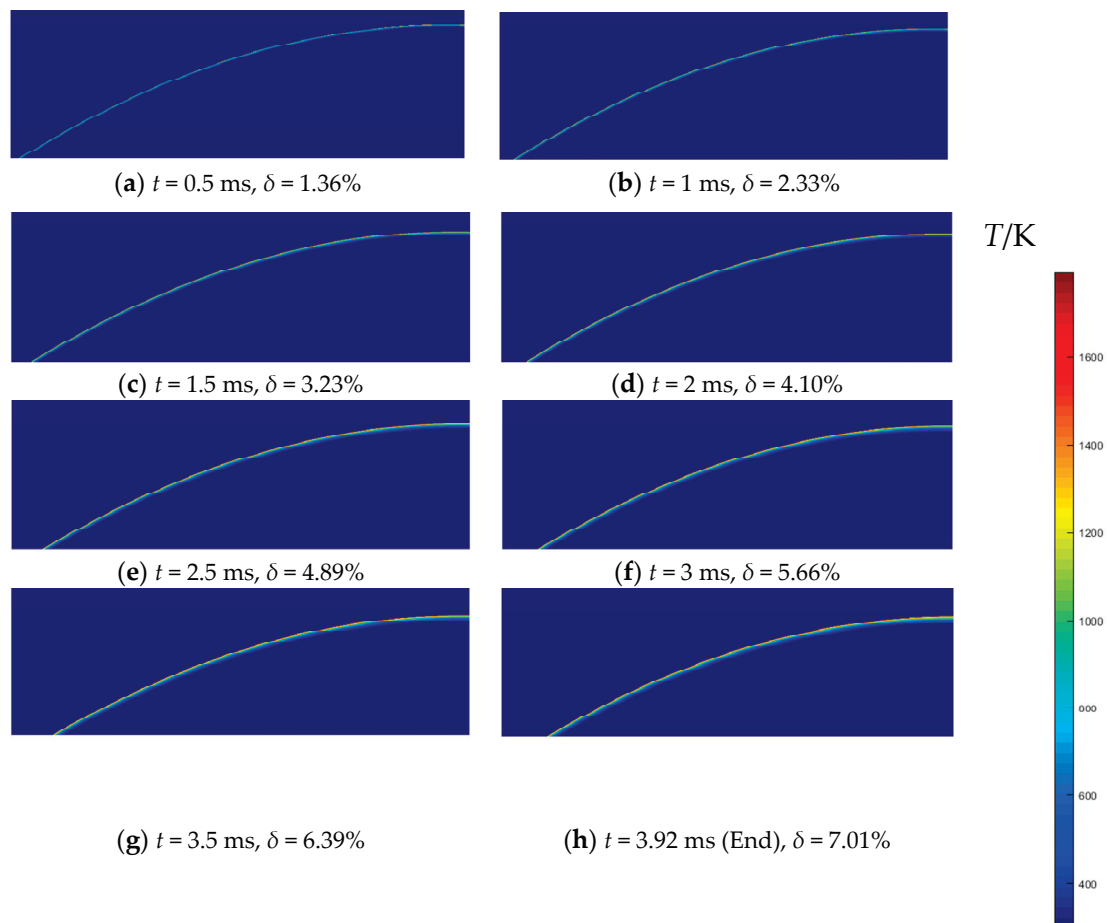 (a) t = 0.5 ms, δ = 1.36%
(b) t = 1 ms, δ = 2.33%
(c) t = 1.5 ms, δ = 3.23%
(d) t = 2 ms, δ = 4.10%
(e) t = 2.5 ms, δ = 4.89%
(f) t = 3 ms, δ = 5.66%
(g) t = 3.5 ms, δ = 6.39%
(h) t = 3.92 ms (End), δ = 7.01%
T/K
1600
1400
1200
1000
800
600
400